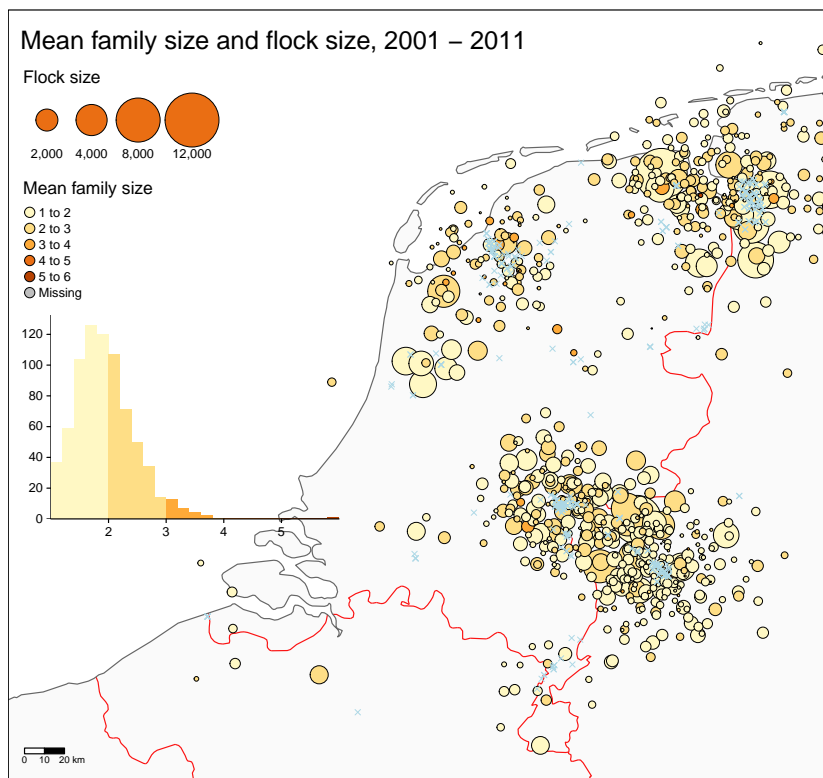 Mean family size and flock size, 2001 – 2011
Flock size
2,000 4,000 8,000 12,000
Mean family size
1 to 2
2 to 3
3 to 4
4 to 5
5 to 6
Missing
120
100
80
60
40
20
0
2 3 4 5
0 10 20 km